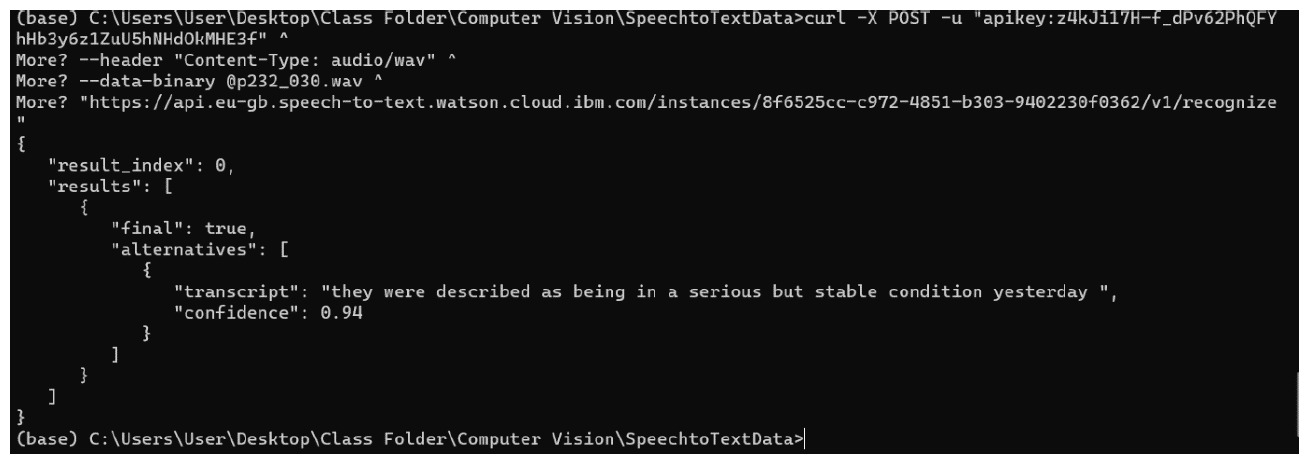 (base) C:\Users\User\Desktop\Class Folder\Computer Vision\SpeechtoTextData>curl -X POST -u "apikey:z4kJi17H-f_dPv62PhQFY
hHb3y6z1ZuU5hNHdOkMHE3f" ^
More? --header "Content-Type: audio/wav" ^
More? --data-binary @p232_030.wav ^
More? "https://api.eu-gb.speech-to-text.watson.cloud.ibm.com/instances/8f6525cc-c972-4851-b303-9402230f0362/v1/recognize
"
{
   "result_index": 0,
   "results": [
      {
         "final": true,
         "alternatives": [
            {
               "transcript": "they were described as being in a serious but stable condition yesterday ",
               "confidence": 0.94
            }
         ]
      }
   ]
}
(base) C:\Users\User\Desktop\Class Folder\Computer Vision\SpeechtoTextData>